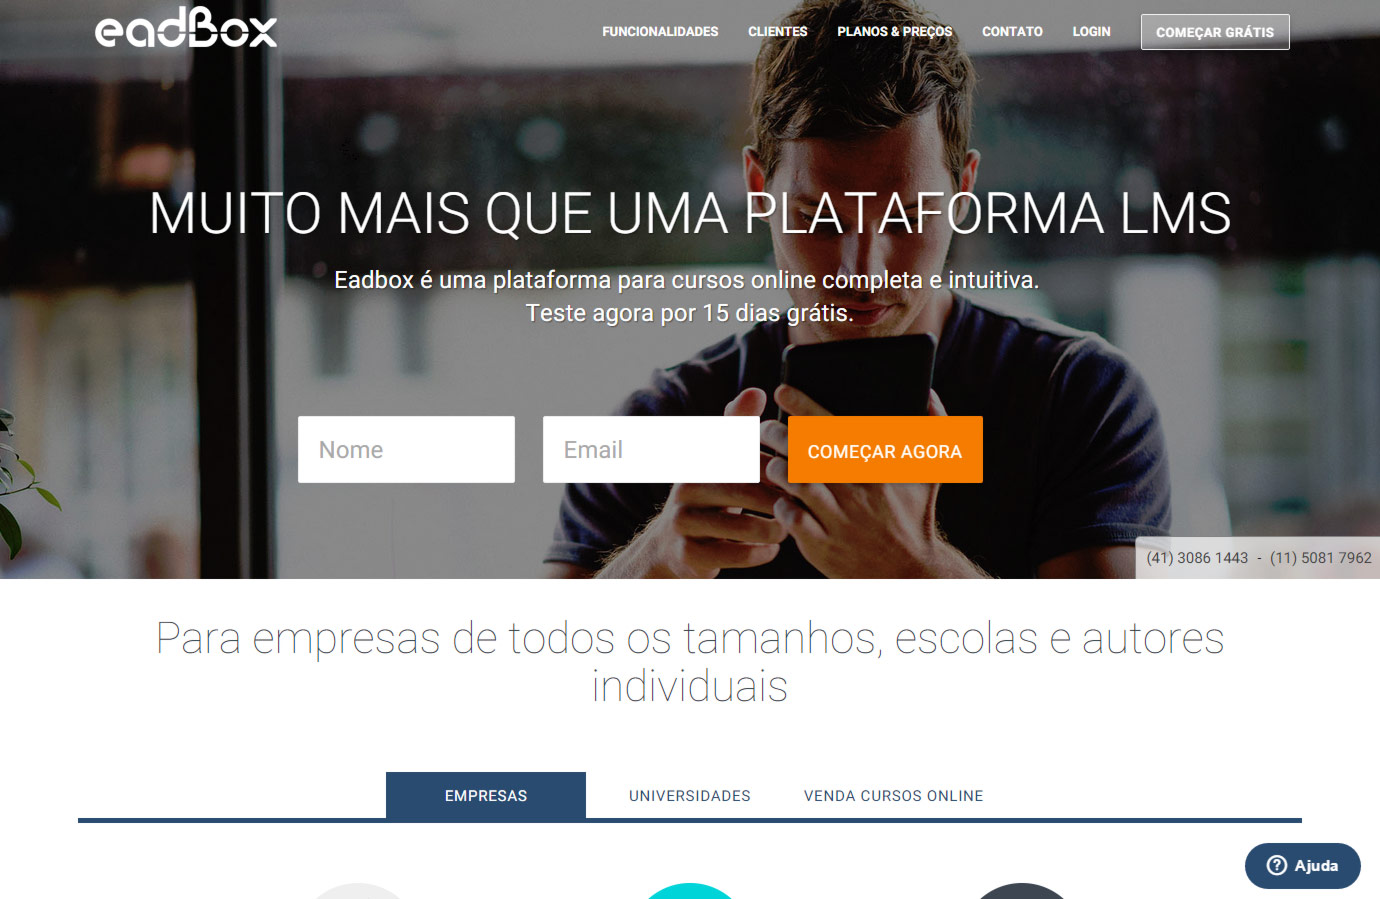 eadBox
FUNCIONALIDADES CLIENTES PLANOS & PREÇOS CONTATO LOGIN COMEÇAR GRÁTIS
MUITO MAIS QUE UMA PLATAFORMA LMS
Eadbox é uma plataforma para cursos online completa e intuitiva.
Teste agora por 15 dias grátis.
Nome Email COMEÇAR AGORA
(41) 3086 1443 - (11) 5081 7962
Para empresas de todos os tamanhos, escolas e autores
individuais
EMPRESAS UNIVERSIDADES VENDA CURSOS ONLINE
Ajuda